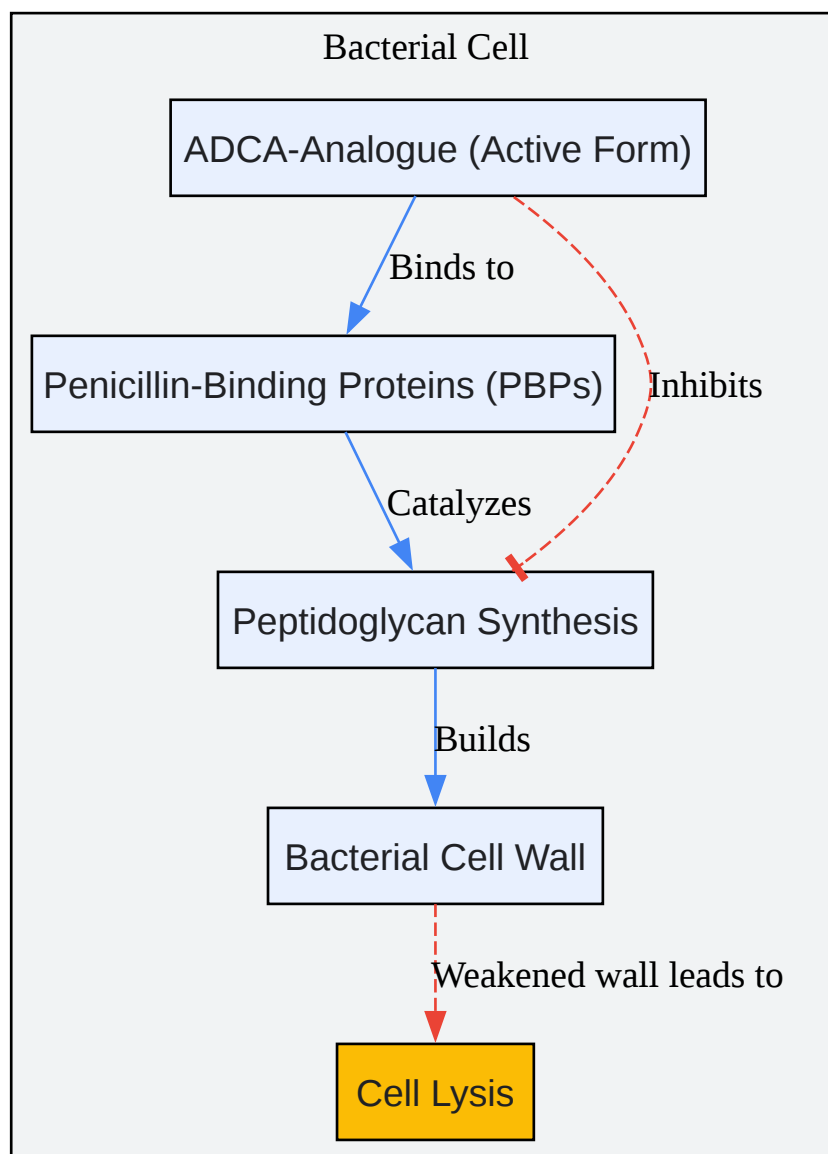 Bacterial Cell
ADCA-Analogue (Active Form)
Binds to
Penicillin-Binding Proteins (PBPs)
Inhibits
Catalyzes
Peptidoglycan Synthesis
Builds
Bacterial Cell Wall
Weakened wall leads to
Cell Lysis